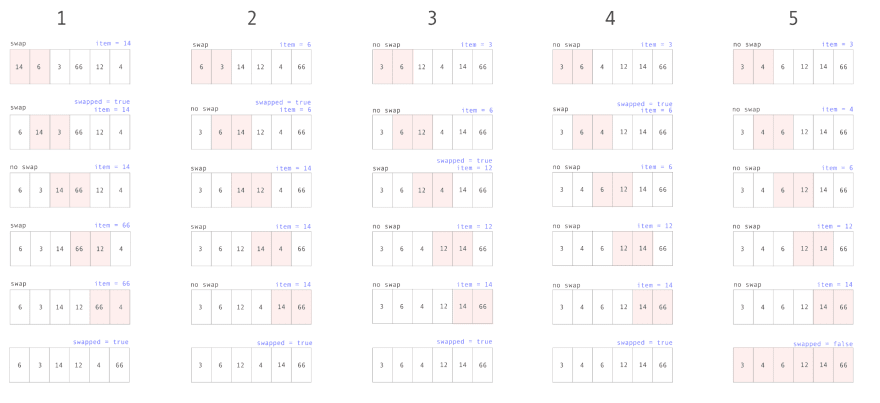 1
swap item = 14
14 6 3 66 12 4
swapped = true
swap item = 14
6 14 3 66 12 4
no swap item = 14
6 3 14 66 12 4
swap item = 66
6 3 14 66 12 4
swap item = 66
6 3 14 12 66 4
swapped = true
6 3 14 12 4 66
2
swap item = 6
6 3 14 12 4 66
swapped = true
no swap item = 6
3 6 14 12 4 66
swap item = 14
3 6 14 12 4 66
swap item = 14
3 6 12 14 4 66
no swap item = 14
3 6 12 4 14 66
swapped = true
3 6 12 4 14 66
3
no swap item = 3
3 6 12 4 14 66
no swap item = 6
3 6 12 4 14 66
swapped = true
swap item = 12
3 6 12 4 14 66
no swap item = 12
3 6 4 12 14 66
no swap item = 14
3 6 4 12 14 66
swapped = true
3 6 4 12 14 66
4
no swap item = 3
3 6 4 12 14 66
swapped = true
swap item = 6
3 6 4 12 14 66
no swap item = 6
3 4 6 12 14 66
no swap item = 12
3 4 6 12 14 66
no swap item = 14
3 4 6 12 14 66
swapped = true
3 4 6 12 14 66
5
no swap item = 3
3 4 6 12 14 66
no swap item = 4
3 4 6 12 14 66
no swap item = 6
3 4 6 12 14 66
no swap item = 12
3 4 6 12 14 66
no swap item = 14
3 4 6 12 14 66
swapped = false
3 4 6 12 14 66